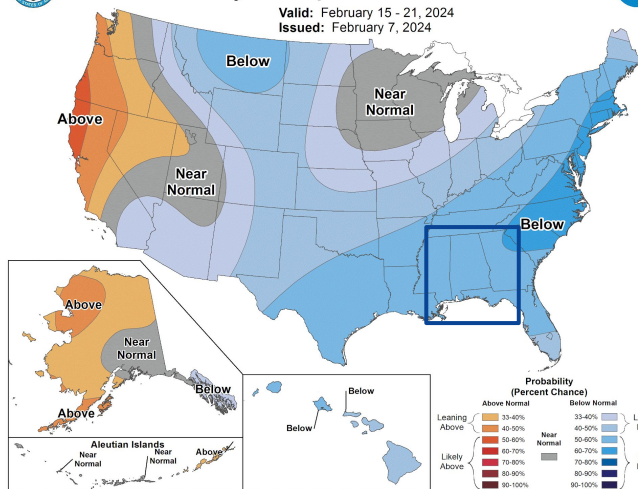 Valid: February 15 - 21, 2024
Issued: February 7, 2024
Below
Near
Normal
Above
Near
Normal
Below
Above
Near
Normal
Below
Above
Aleutian Islands
Near
Normal
Near
Normal
Above
Below
Below
Probability
(Percent Chance)
Above Normal
Below Normal
Leaning
Above
33-40%
33-40%
40-50%
40-50%
Likely
Above
50-60%
50-60%
60-70%
60-70%
70-80%
70-80%
80-90%
80-90%
90-100%
90-100%
Near
Normal